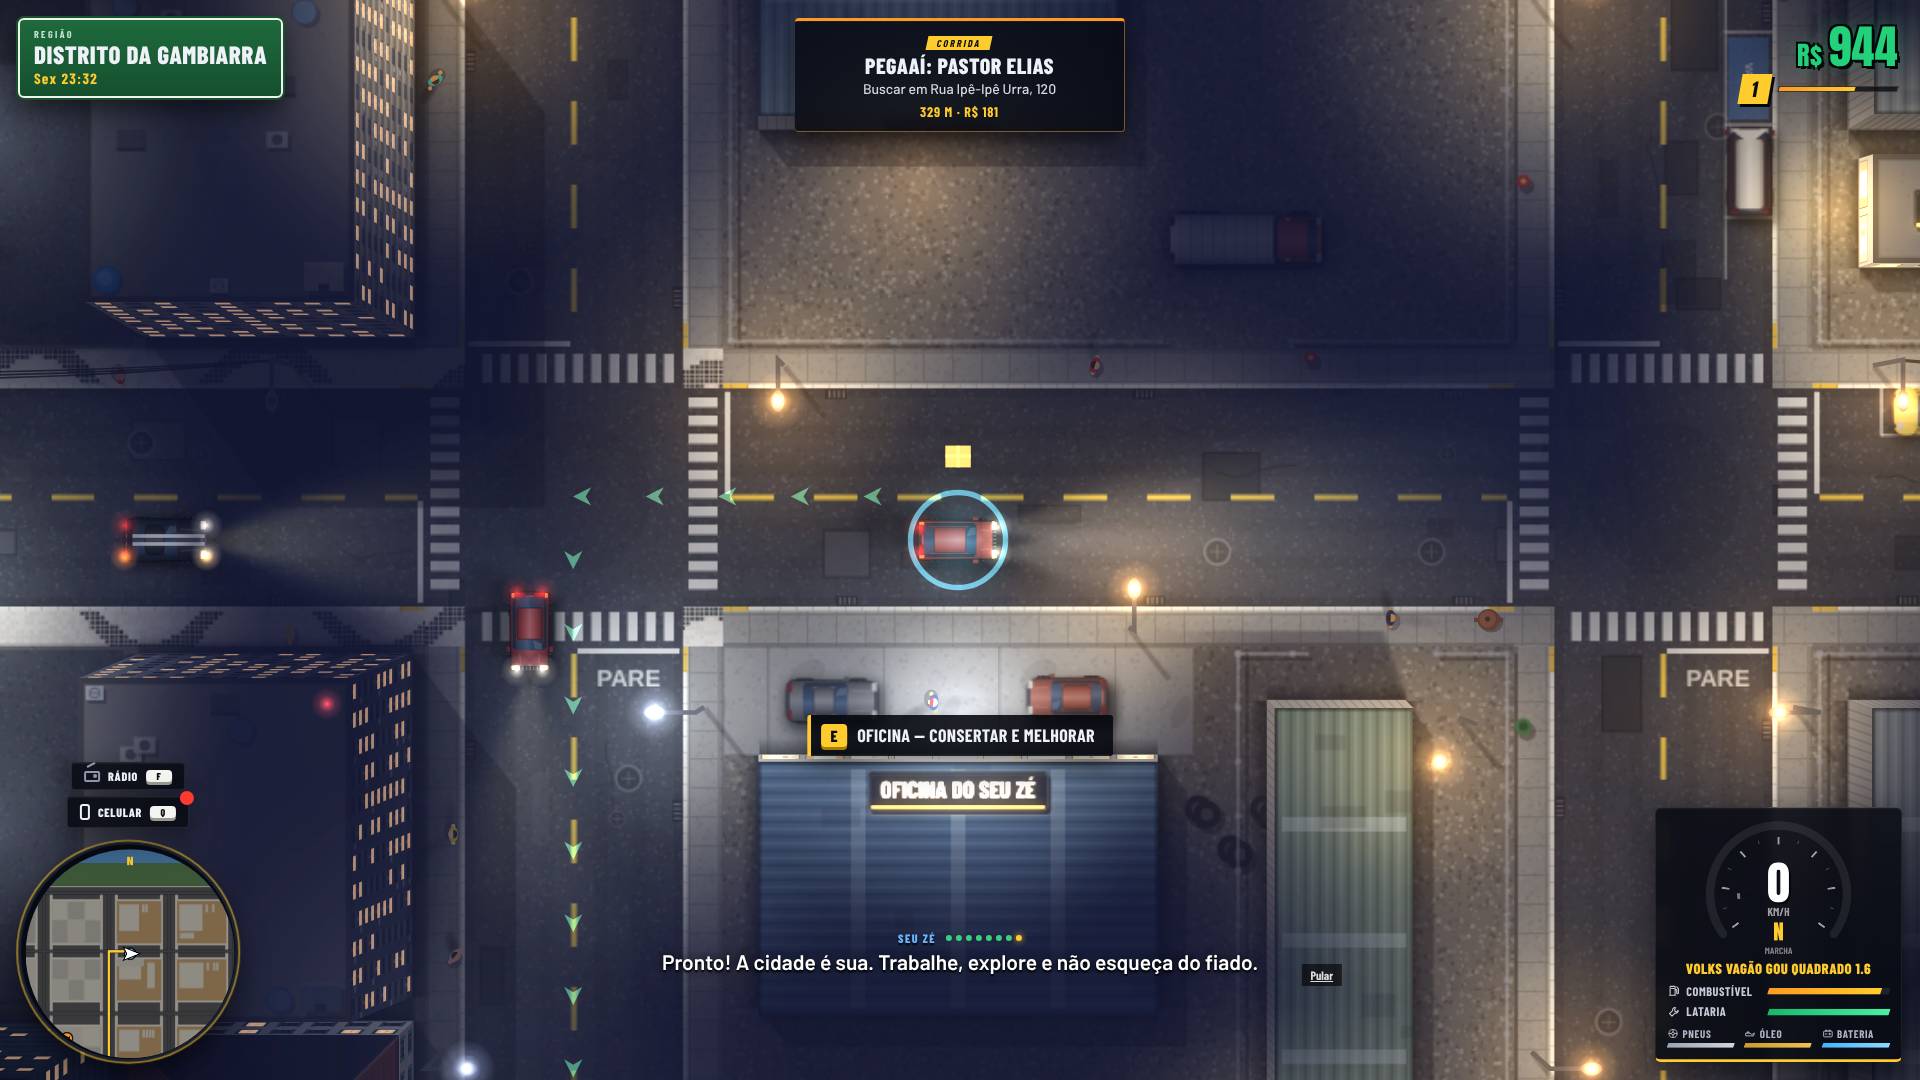 REGIÃO
DISTRITO DA GAMBIARRA
Sex 23:32
CORRIDA
PEGAAÍ: PASTOR ELIAS
Buscar em Rua Ipê-Ipê Urra, 120
329 M · R$ 181
R$ 944
1
PARE
PARE
E OFICINA — CONSERTAR E MELHORAR
OFICINA DO SEU ZÉ
RÁDIO F
CELULAR Q
N
SEU ZÉ
Pronto! A cidade é sua. Trabalhe, explore e não esqueça do fiado.
Pular
0
KM/H
N
MARCHA
VOLKS VAGÃO GOU QUADRADO 1.6
COMBUSTÍVEL
LATARIA
PNEUS ÓLEO BATERIA